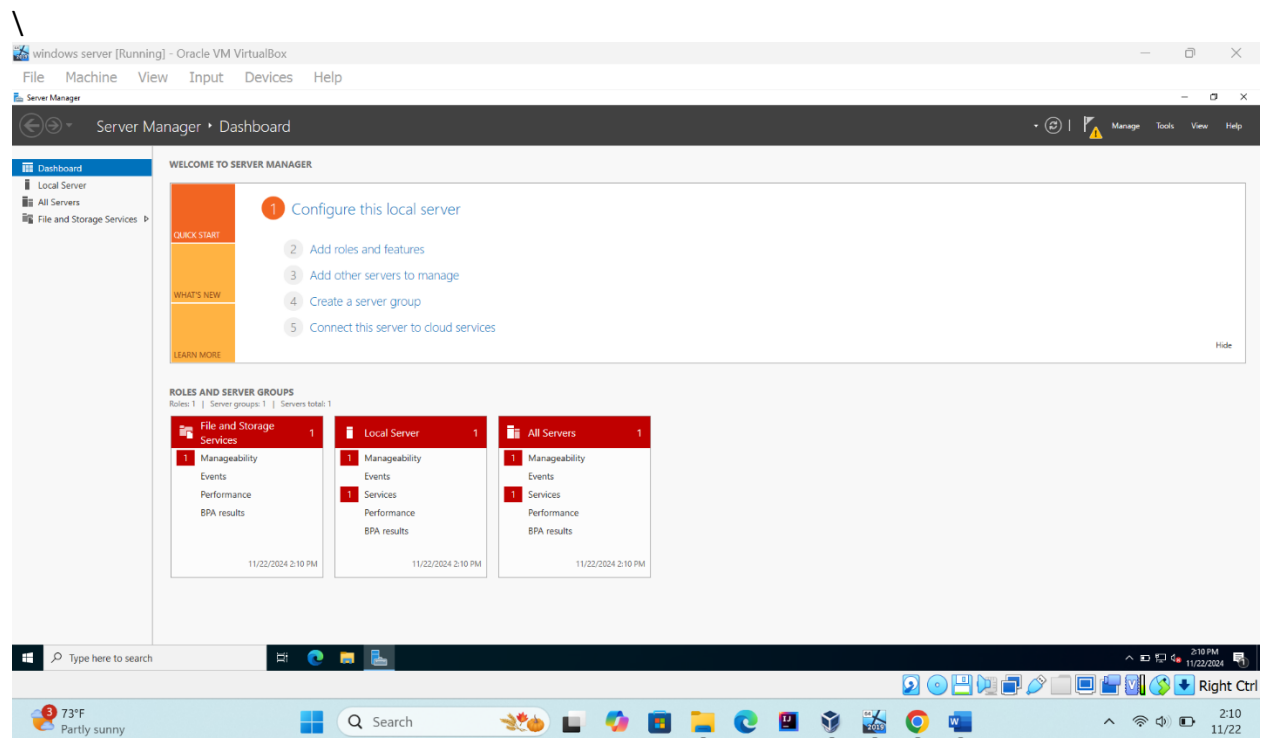 \
windows server [Running] - Oracle VM VirtualBox
File Machine View Input Devices Help
Server Manager
Server Manager • Dashboard
Manage Tools View Help
Dashboard
Local Server
All Servers
File and Storage Services
WELCOME TO SERVER MANAGER
QUICK START
WHAT'S NEW
LEARN MORE
1 Configure this local server
2 Add roles and features
3 Add other servers to manage
4 Create a server group
5 Connect this server to cloud services
Hide
ROLES AND SERVER GROUPS
Roles: 1 | Server groups: 1 | Servers total: 1
File and Storage
Services 1
1 Manageability
Events
Performance
BPA results
11/22/2024 2:10 PM
Local Server 1
1 Manageability
Events
1 Services
Performance
BPA results
11/22/2024 2:10 PM
All Servers 1
1 Manageability
Events
1 Services
Performance
BPA results
11/22/2024 2:10 PM
Type here to search
2:10 PM
11/22/2024
Right Ctrl
3
73°F
Partly sunny
Search
2:10
11/22